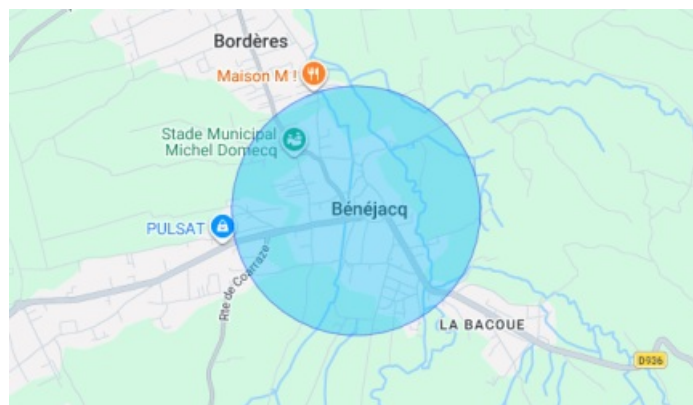 Bordères
Maison M !
Stade Municipal
Michel Domecq
Bénéjacq
PULSAT
Rte de Coarraze
LA BACOUE
D936